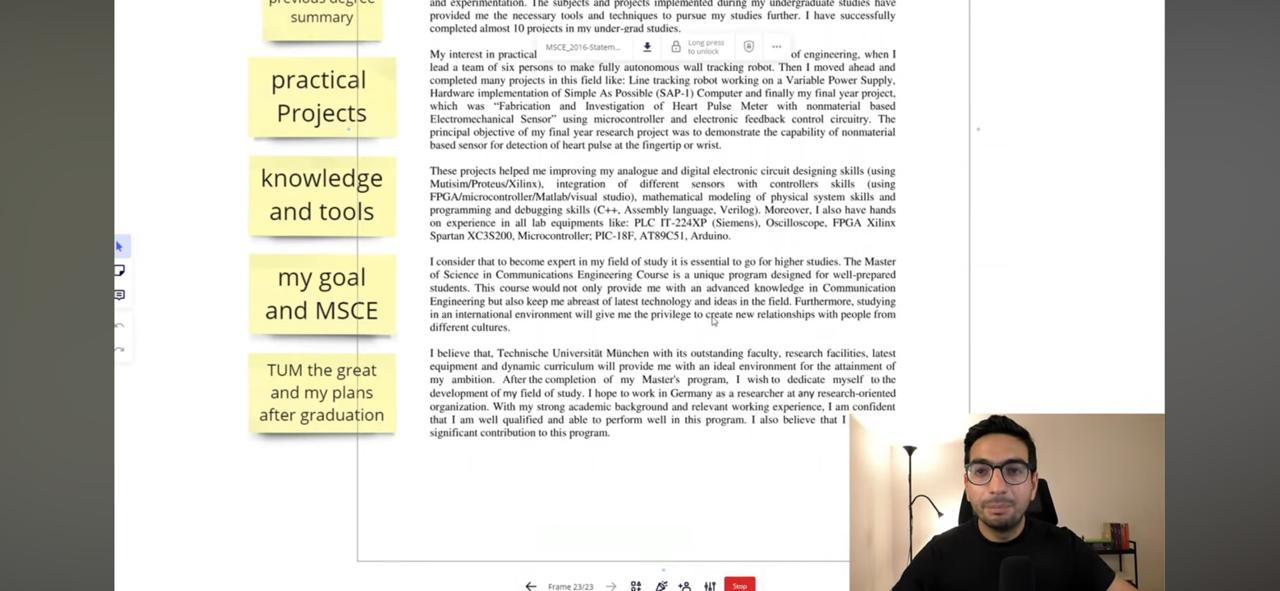 previous degree
summary
practical
Projects
knowledge
and tools
my goal
and MSCE
TUM the great
and my plans
after graduation
and experimentation. The subjects and projects implemented during my undergraduate studies have
provided me the necessary tools and techniques to pursue my studies further. I have successfully
completed almost 10 projects in my under-grad studies.
MSCE_2016-Statem...
Long press
to unlock
My interest in practical of engineering, when I
lead a team of six persons to make fully autonomous wall tracking robot. Then I moved ahead and
completed many projects in this field like: Line tracking robot working on a Variable Power Supply,
Hardware implementation of Simple As Possible (SAP-1) Computer and finally my final year project,
which was “Fabrication and Investigation of Heart Pulse Meter with nonmaterial based
Electromechanical Sensor” using microcontroller and electronic feedback control circuitry. The
principal objective of my final year research project was to demonstrate the capability of nonmaterial
based sensor for detection of heart pulse at the fingertip or wrist.
These projects helped me improving my analogue and digital electronic circuit designing skills (using
Mutisim/Proteus/Xilinx), integration of different sensors with controllers skills (using
FPGA/microcontroller/Matlab/visual studio), mathematical modeling of physical system skills and
programming and debugging skills (C++, Assembly language, Verilog). Moreover, I also have hands
on experience in all lab equipments like: PLC IT-224XP (Siemens), Oscilloscope, FPGA Xilinx
Spartan XC3S200, Microcontroller; PIC-18F, AT89C51, Arduino.
I consider that to become expert in my field of study it is essential to go for higher studies. The Master
of Science in Communications Engineering Course is a unique program designed for well-prepared
students. This course would not only provide me with an advanced knowledge in Communication
Engineering but also keep me abreast of latest technology and ideas in the field. Furthermore, studying
in an international environment will give me the privilege to create new relationships with people from
different cultures.
I believe that, Technische Universität München with its outstanding faculty, research facilities, latest
equipment and dynamic curriculum will provide me with an ideal environment for the attainment of
my ambition. After the completion of my Master's program, I wish to dedicate myself to the
development of my field of study. I hope to work in Germany as a researcher at any research-oriented
organization. With my strong academic background and relevant working experience, I am confident
that I am well qualified and able to perform well in this program. I also believe that I
significant contribution to this program.
Frame 23/23
Stop